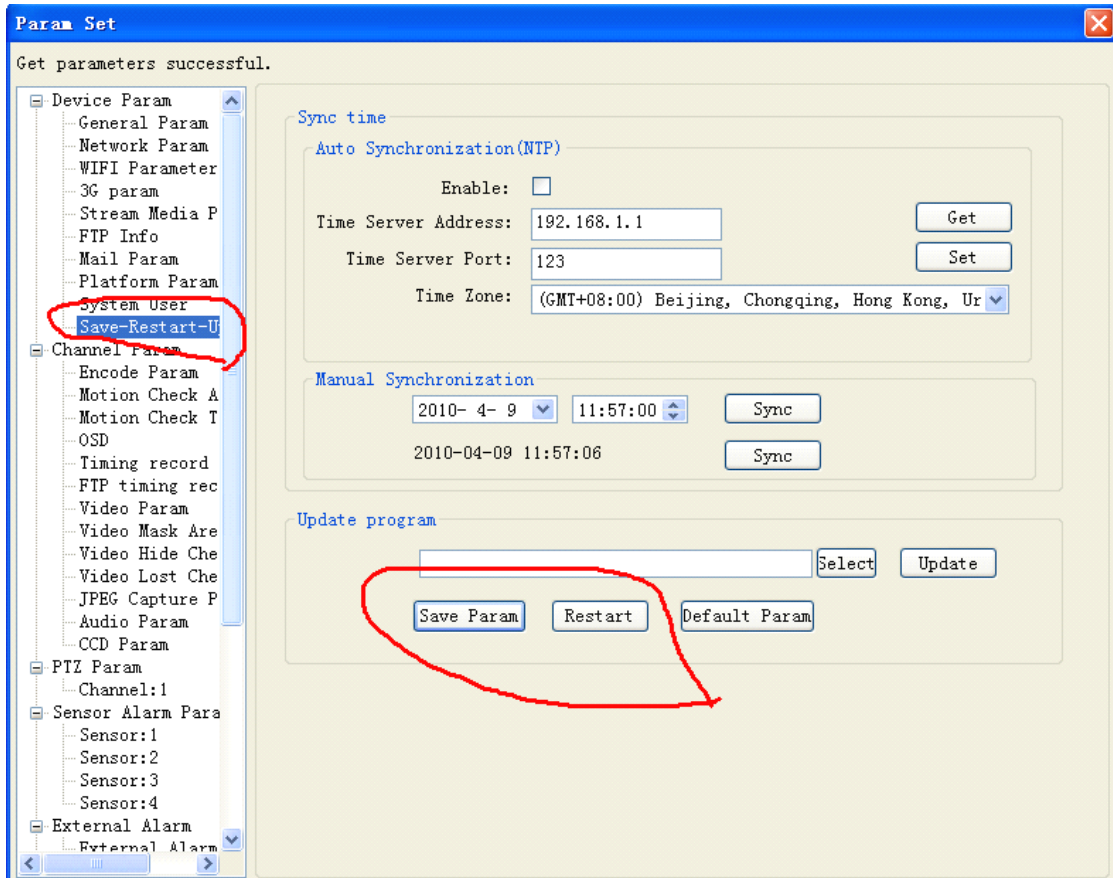 Param Set
Get parameters successful.
Device Param
General Param
Network Param
WIFI Parameter
3G param
Stream Media P
FTP Info
Mail Param
Platform Param
System User
Save-Restart-U
Channel Param
Encode Param
Motion Check A
Motion Check T
OSD
Timing record
FTP timing rec
Video Param
Video Mask Are
Video Hide Che
Video Lost Che
JPEG Capture P
Audio Param
CCD Param
PTZ Param
Channel:1
Sensor Alarm Para
Sensor:1
Sensor:2
Sensor:3
Sensor:4
External Alarm
External Alarm
Sync time
Auto Synchronization(NTP)
Enable:
Time Server Address: 192.168.1.1 Get
Time Server Port: 123 Set
Time Zone: (GMT+08:00) Beijing, Chongqing, Hong Kong, Ur
Manual Synchronization
2010- 4- 9 11:57:00 Sync
2010-04-09 11:57:06 Sync
Update program
Select Update
Save Param Restart Default Param